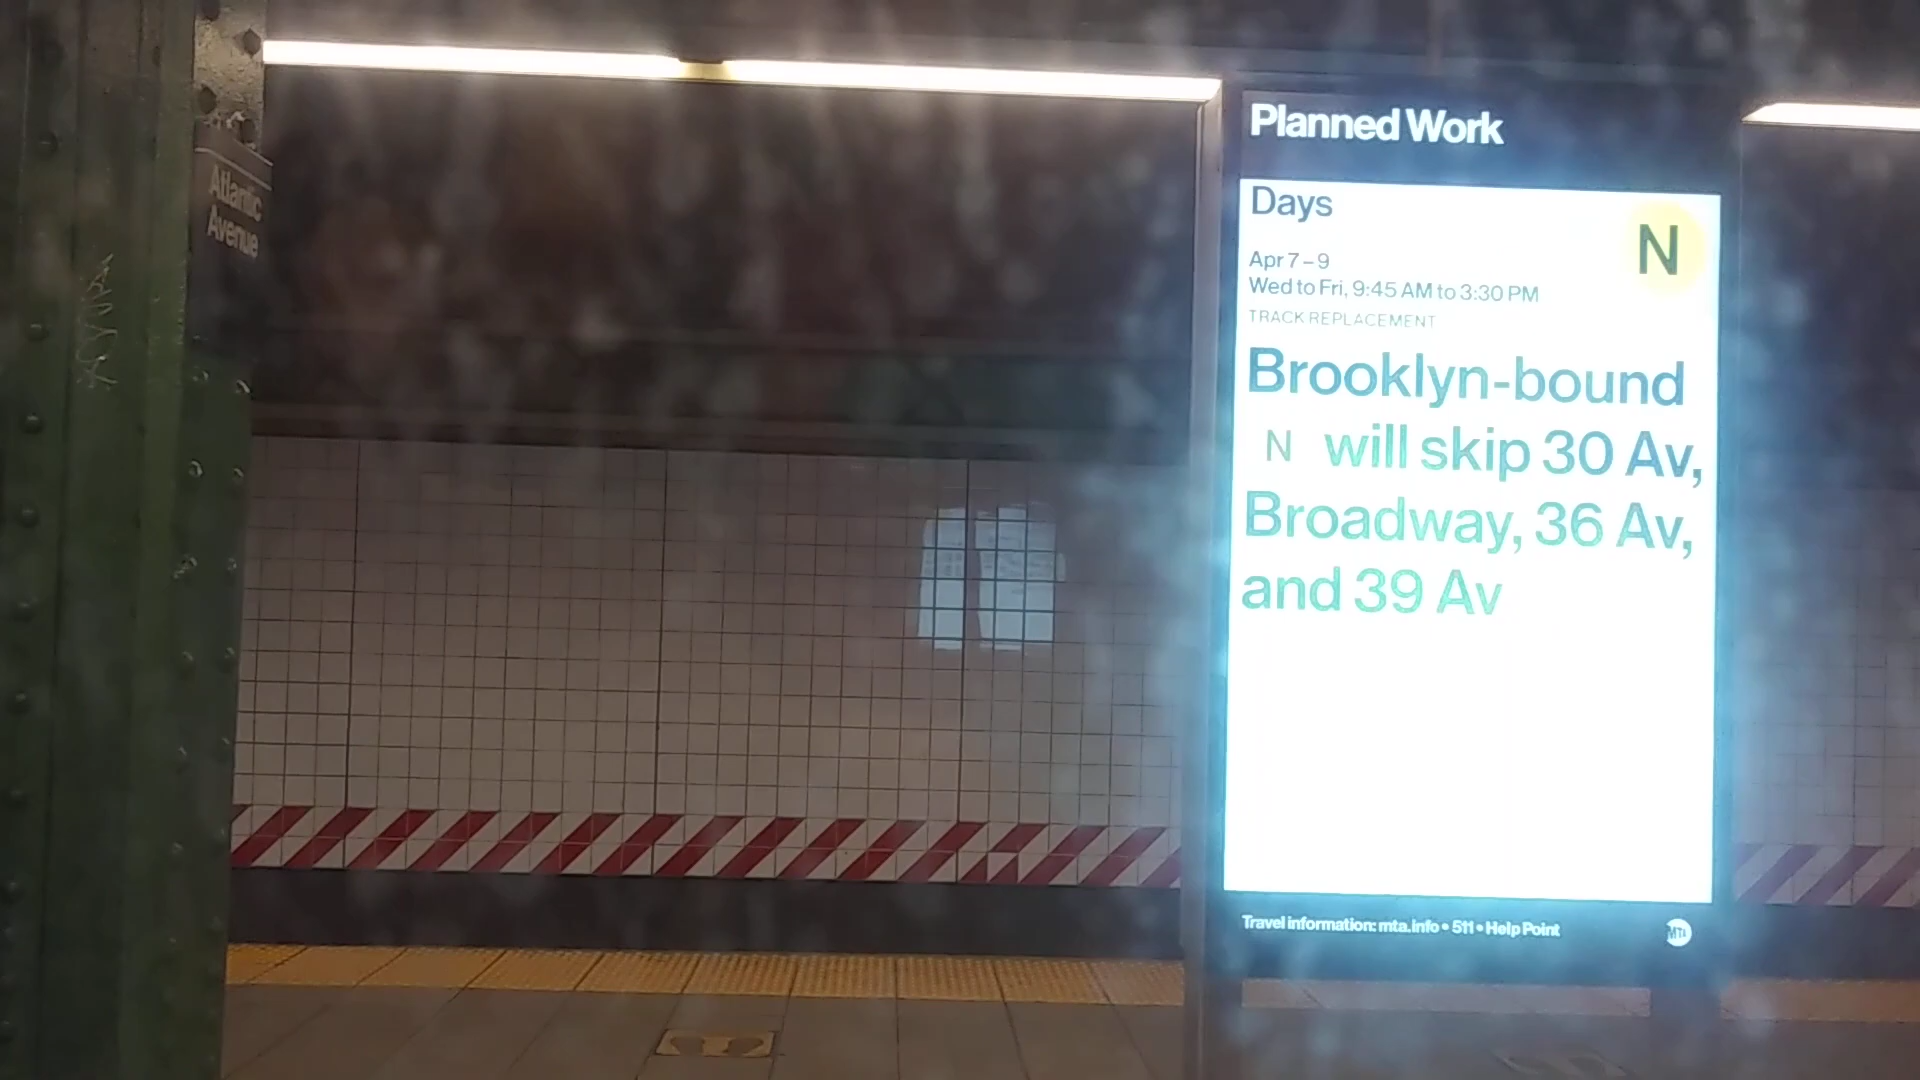 Atlantic
Avenue
Planned Work
Days
N
Apr 7 – 9
Wed to Fri, 9:45 AM to 3:30 PM
TRACK REPLACEMENT
Brooklyn-bound
N will skip 30 Av,
Broadway, 36 Av,
and 39 Av
Travel information: mta.info • 511 • Help Point
MTA